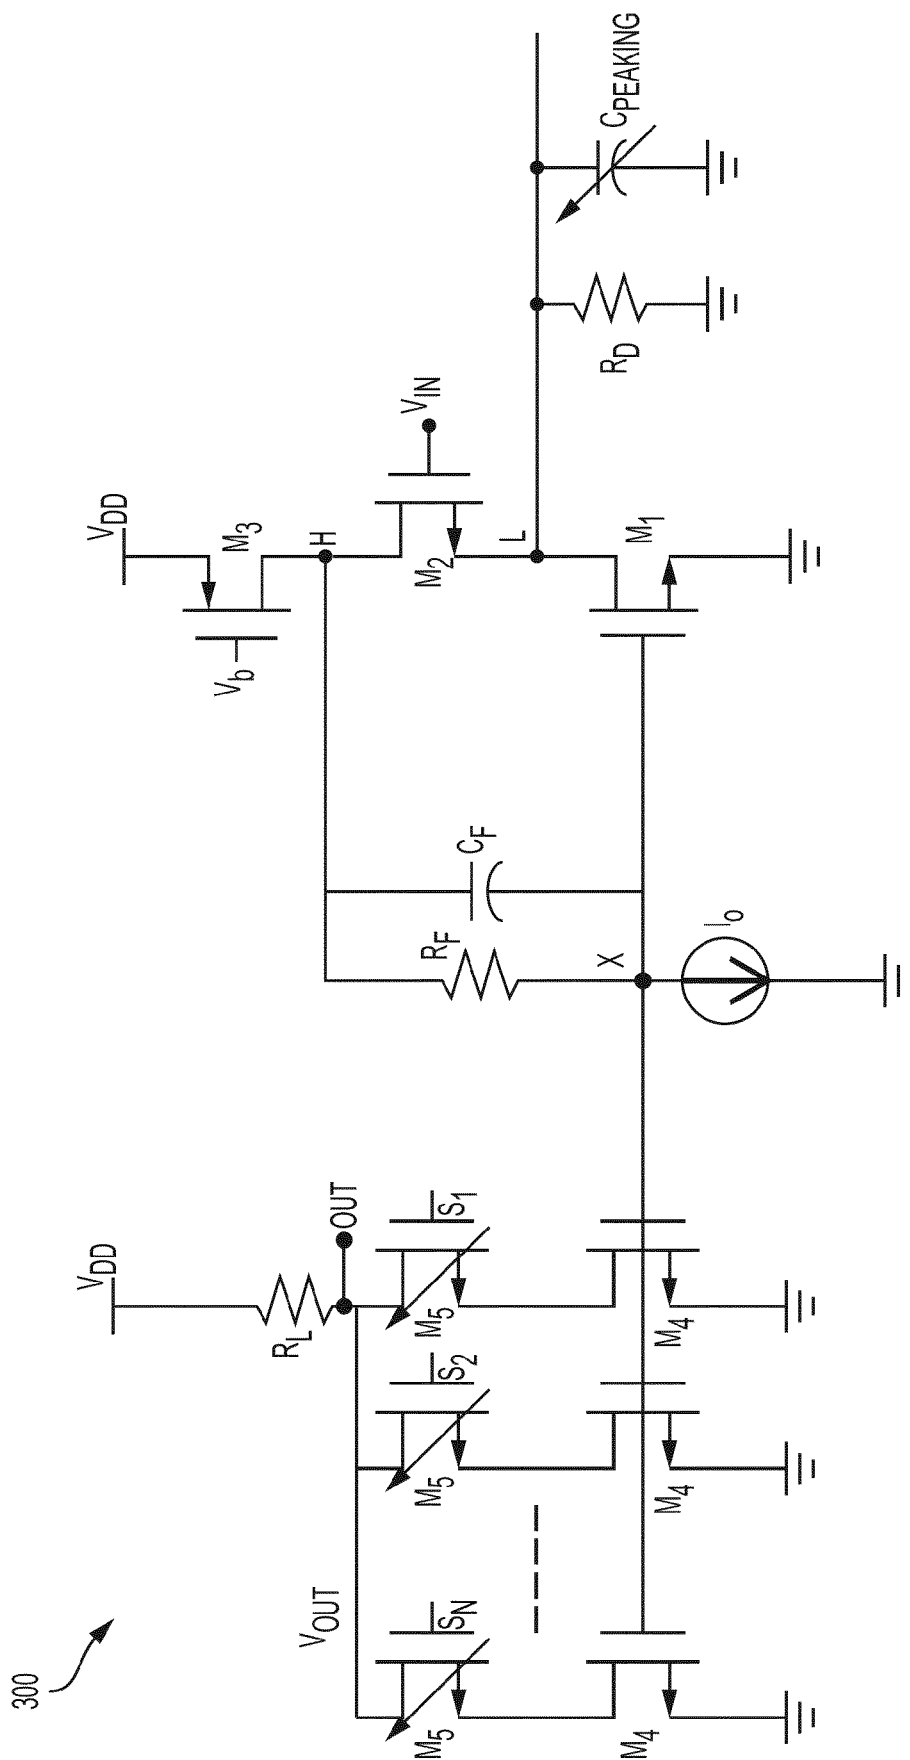 C_PEAKING
R_D
V_IN
V_DD
M_3
H
M_2
L
M_1
V_b
C_F
R_F
X
I_o
V_DD
R_L
OUT
S_1
M_5
M_4
S_2
M_5
M_4
V_OUT
S_N
M_5
M_4
300